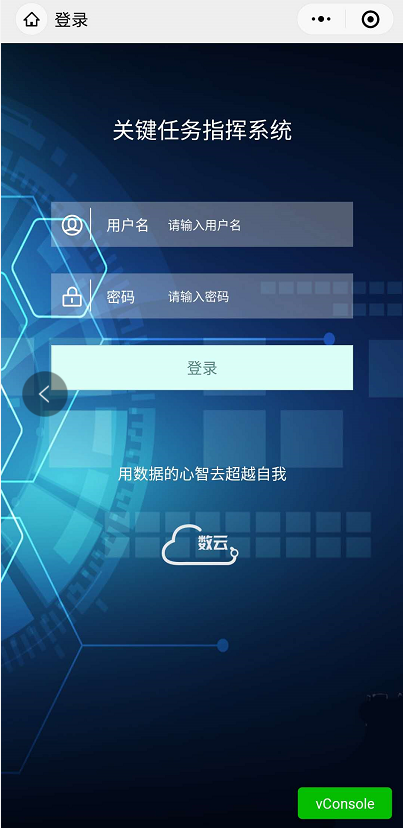 登录
关键任务指挥系统
用户名 请输入用户名
密码 请输入密码
登录
用数据的心智去超越自我
数云
vConsole